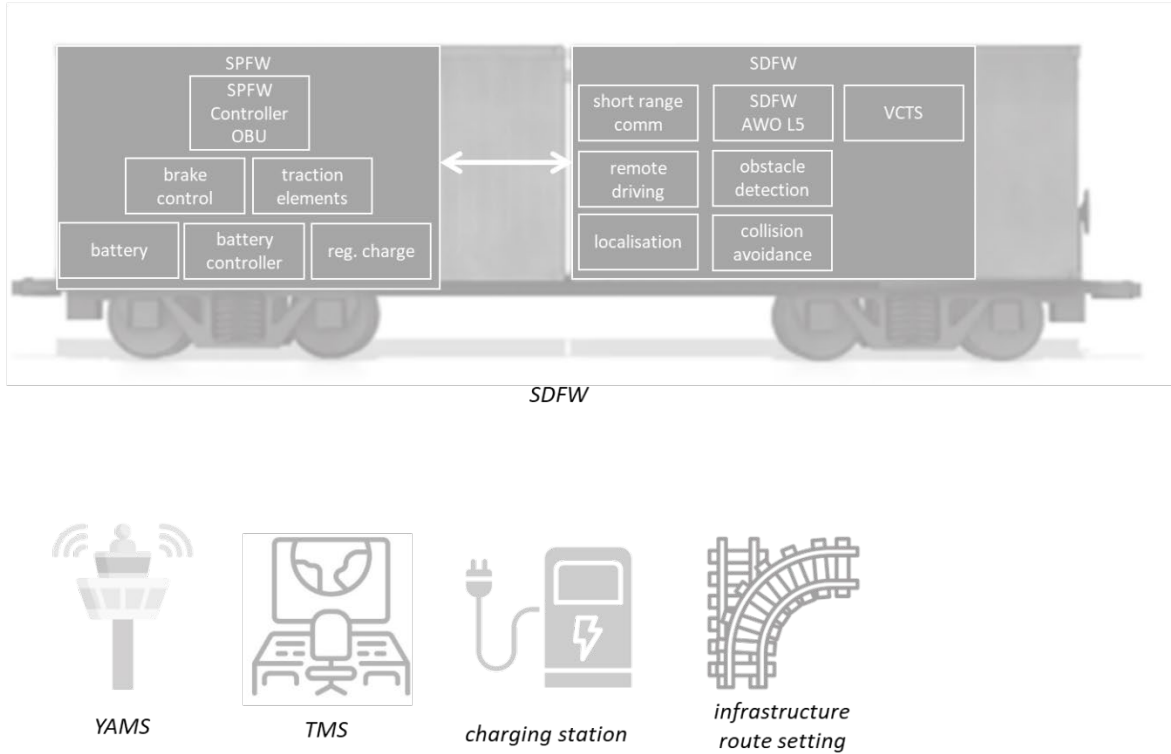 SPFW
SPFW
Controller
OBU
brake
control
traction
elements
battery
battery
controller
reg. charge
SDFW
short range
comm
SDFW
AWO L5
VCTS
remote
driving
obstacle
detection
localisation
collision
avoidance
SDFW
YAMS
TMS
charging station
infrastructure
route setting